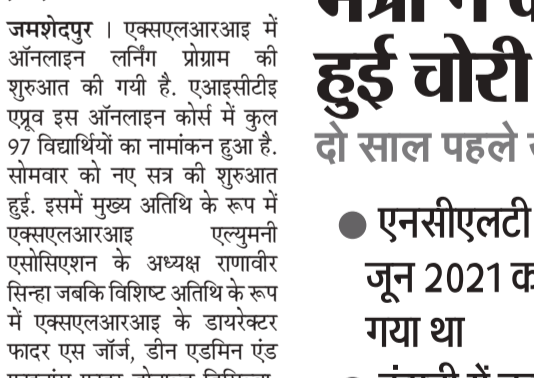 जमशेदपुर । एक्सएलआरआइ में
ऑनलाइन लर्निंग प्रोग्राम की
शुरुआत की गयी है. एआइसीटीइ
एप्रूव इस ऑनलाइन कोर्स में कुल
97 विद्यार्थियों का नामांकन हुआ है.
सोमवार को नए सत्र की शुरुआत
हुई. इसमें मुख्य अतिथि के रूप में
एक्सएलआरआइ एल्युमनी
एसोसिएशन के अध्यक्ष राणावीर
सिन्हा जबकि विशिष्ट अतिथि के रूप
में एक्सएलआरआइ के डायरेक्टर
फादर एस जॉर्ज, डीन एडमिन एंड
हुई चोरी
दो साल पहले
● एनसीएलटी
जून 2021
गया था